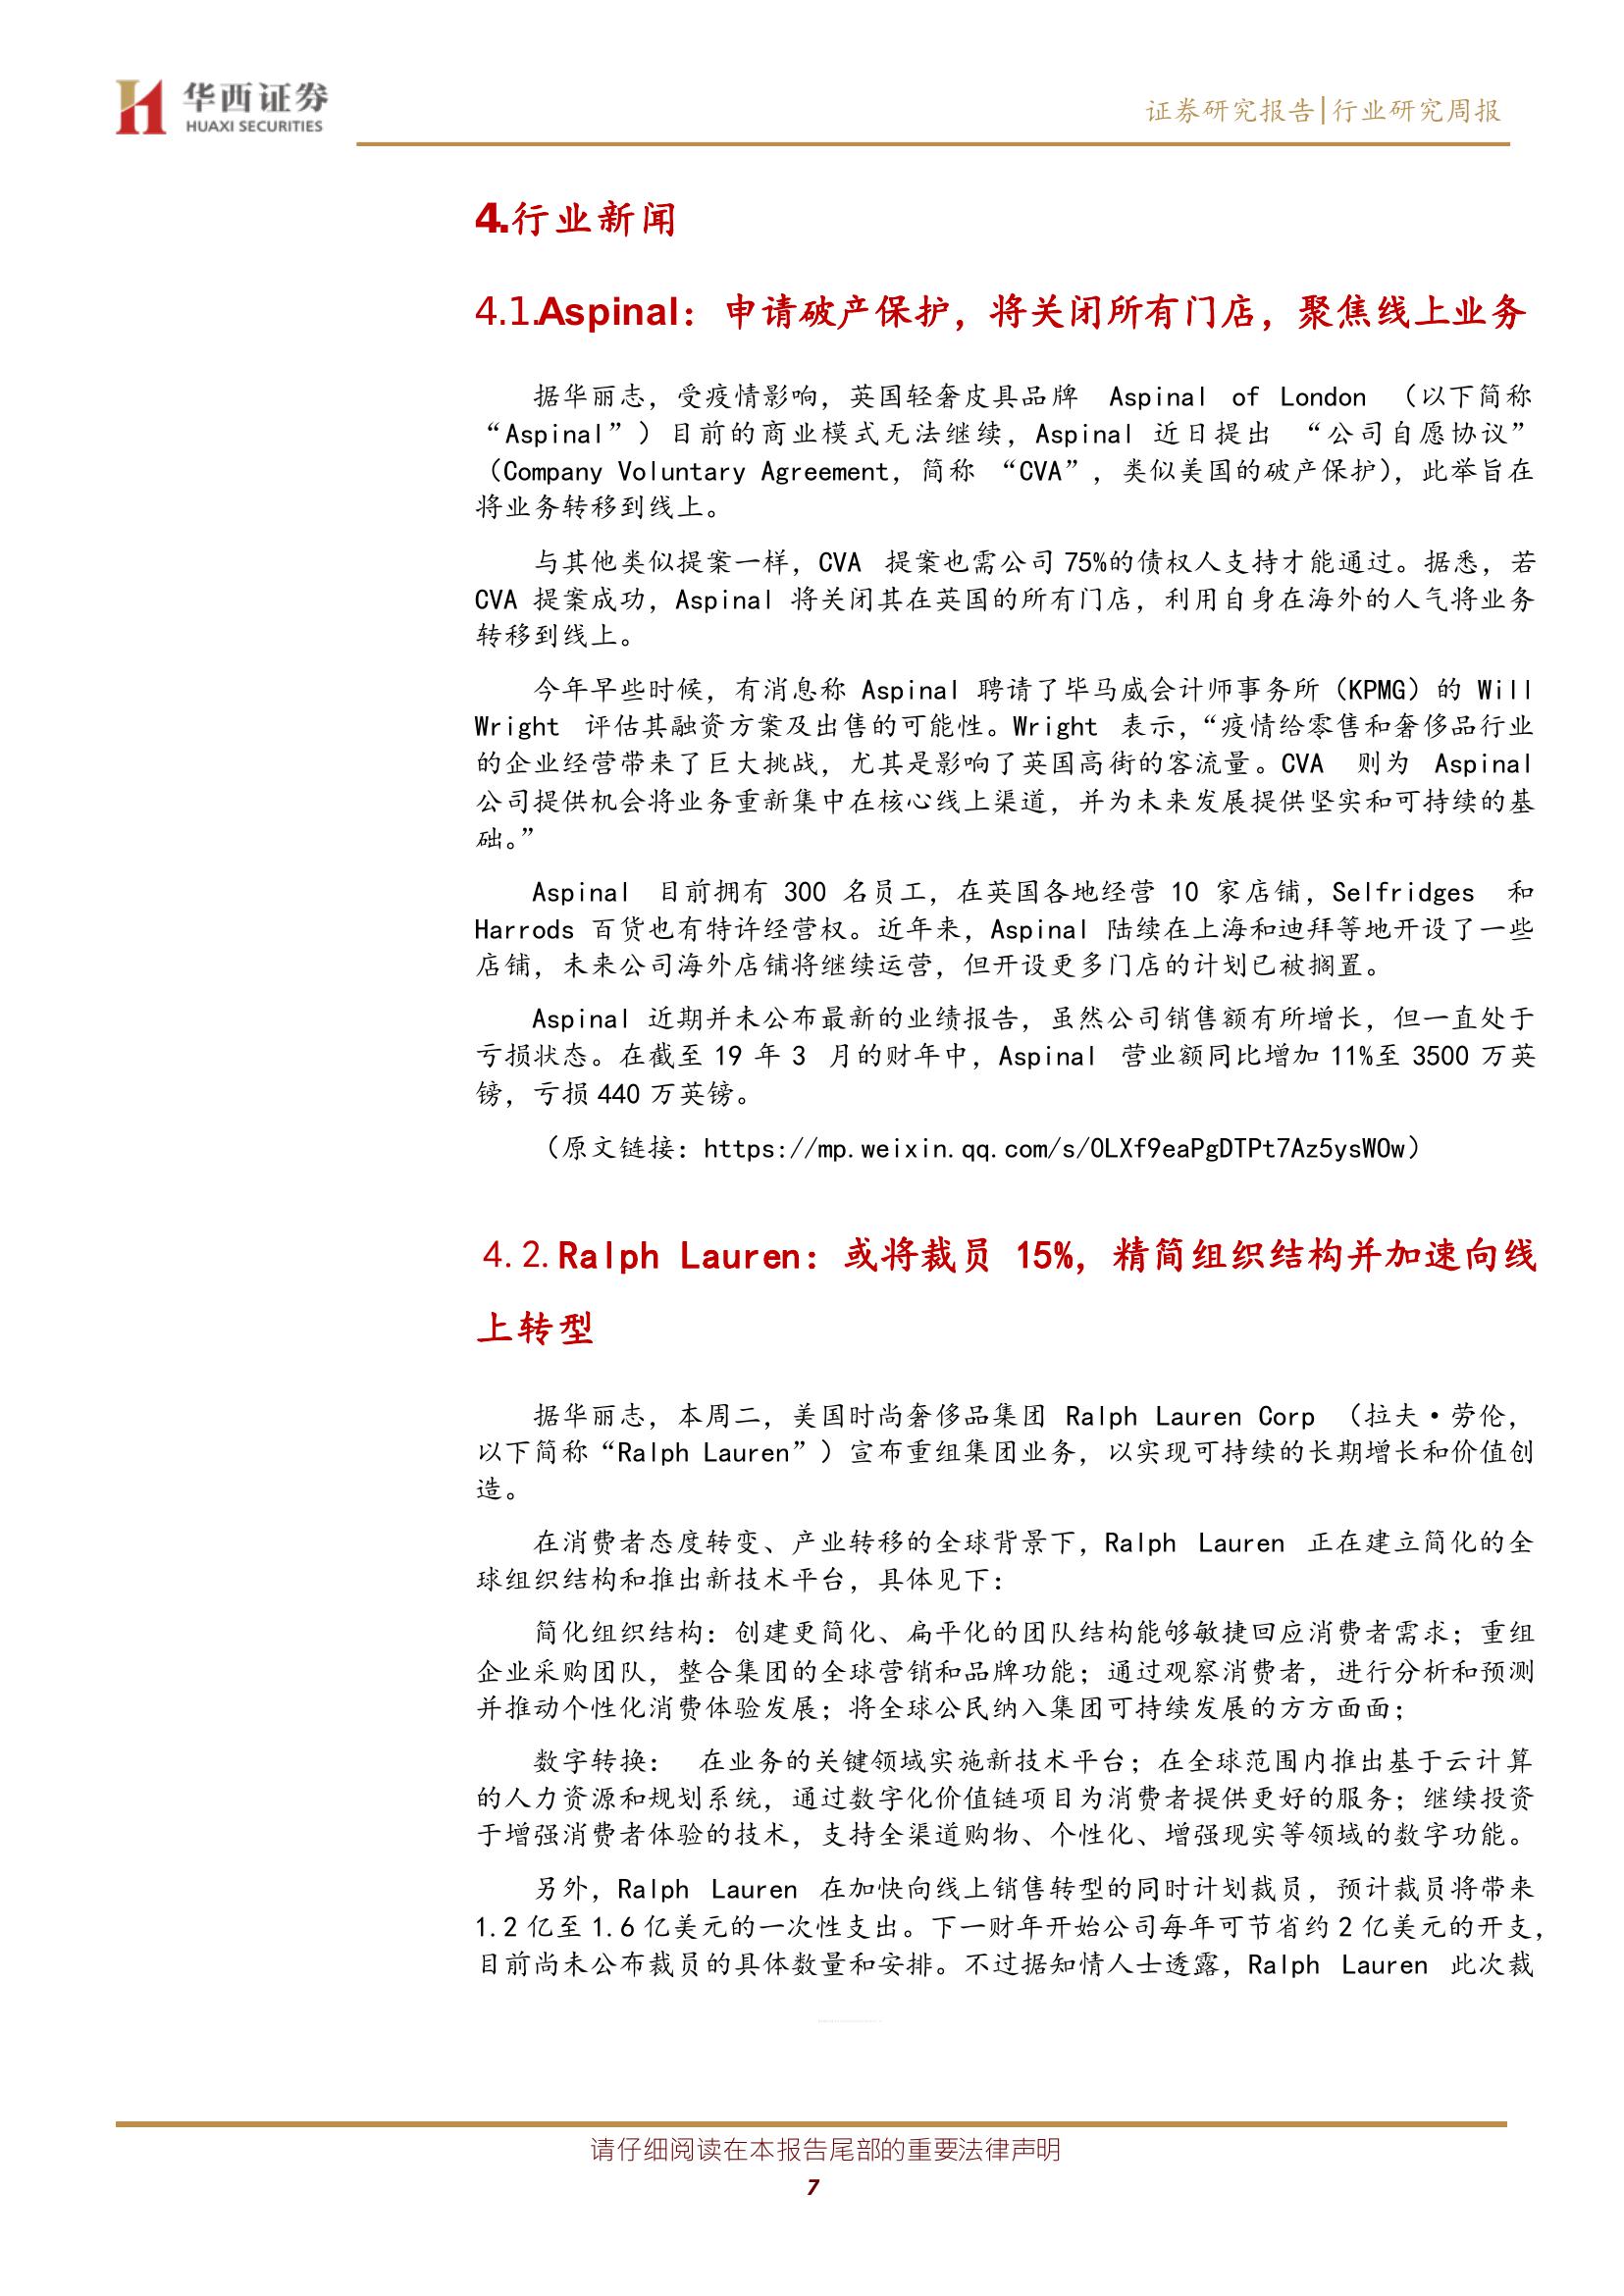 华西证券
HUAXI SECURITIES
证券研究报告|行业研究周报
4.行业新闻
4.1.Aspinal：申请破产保护，将关闭所有门店，聚焦线上业务
据华丽志，受疫情影响，英国轻奢皮具品牌 Aspinal of London （以下简称
“Aspinal”）目前的商业模式无法继续，Aspinal 近日提出 “公司自愿协议”
（Company Voluntary Agreement，简称 “CVA”，类似美国的破产保护），此举旨在
将业务转移到线上。
与其他类似提案一样，CVA 提案也需公司 75%的债权人支持才能通过。据悉，若
CVA 提案成功，Aspinal 将关闭其在英国的所有门店，利用自身在海外的人气将业务
转移到线上。
今年早些时候，有消息称 Aspinal 聘请了毕马威会计师事务所（KPMG）的 Will
Wright 评估其融资方案及出售的可能性。Wright 表示，“疫情给零售和奢侈品行业
的企业经营带来了巨大挑战，尤其是影响了英国高街的客流量。CVA 则为 Aspinal
公司提供机会将业务重新集中在核心线上渠道，并为未来发展提供坚实和可持续的基
础。”
Aspinal 目前拥有 300 名员工，在英国各地经营 10 家店铺，Selfridges 和
Harrods 百货也有特许经营权。近年来，Aspinal 陆续在上海和迪拜等地开设了一些
店铺，未来公司海外店铺将继续运营，但开设更多门店的计划已被搁置。
Aspinal 近期并未公布最新的业绩报告，虽然公司销售额有所增长，但一直处于
亏损状态。在截至 19 年 3 月的财年中，Aspinal 营业额同比增加 11%至 3500 万英
镑，亏损 440 万英镑。
（原文链接：https://mp.weixin.qq.com/s/OLXf9eaPgDTPt7Az5ysWOw）
4.2.Ralph Lauren：或将裁员 15%，精简组织结构并加速向线
上转型
据华丽志，本周二，美国时尚奢侈品集团 Ralph Lauren Corp （拉夫·劳伦，
以下简称“Ralph Lauren”）宣布重组集团业务，以实现可持续的长期增长和价值创
造。
在消费者态度转变、产业转移的全球背景下，Ralph Lauren 正在建立简化的全
球组织结构和推出新技术平台，具体见下：
简化组织结构：创建更简化、扁平化的团队结构能够敏捷回应消费者需求；重组
企业采购团队，整合集团的全球营销和品牌功能；通过观察消费者，进行分析和预测
并推动个性化消费体验发展；将全球公民纳入集团可持续发展的方方面面；
数字转换： 在业务的关键领域实施新技术平台；在全球范围内推出基于云计算
的人力资源和规划系统，通过数字化价值链项目为消费者提供更好的服务；继续投资
于增强消费者体验的技术，支持全渠道购物、个性化、增强现实等领域的数字功能。
另外，Ralph Lauren 在加快向线上销售转型的同时计划裁员，预计裁员将带来
1.2 亿至 1.6 亿美元的一次性支出。下一财年开始公司每年可节省约 2 亿美元的开支，
目前尚未公布裁员的具体数量和安排。不过据知情人士透露，Ralph Lauren 此次裁
请仔细阅读在本报告尾部的重要法律声明
7